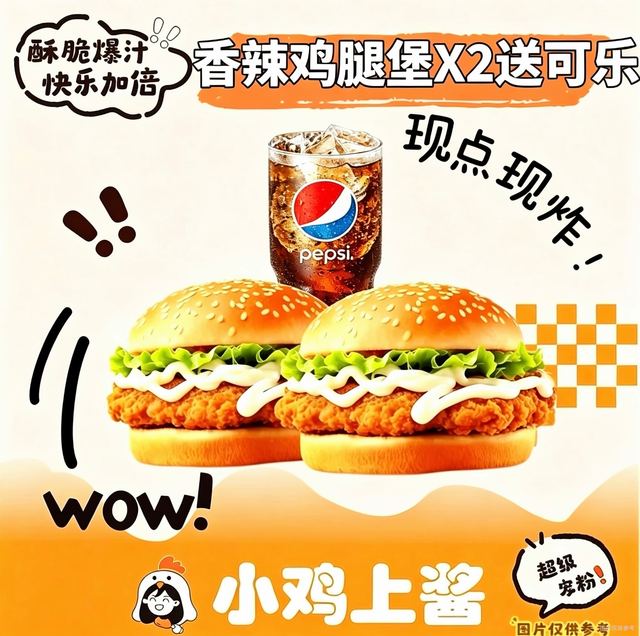 酥脆爆汁
快乐加倍
香辣鸡腿堡X2送可乐
现点现炸！
pepsi.
wow!
小鸡上酱
超级
宠粉!
图片仅供参考